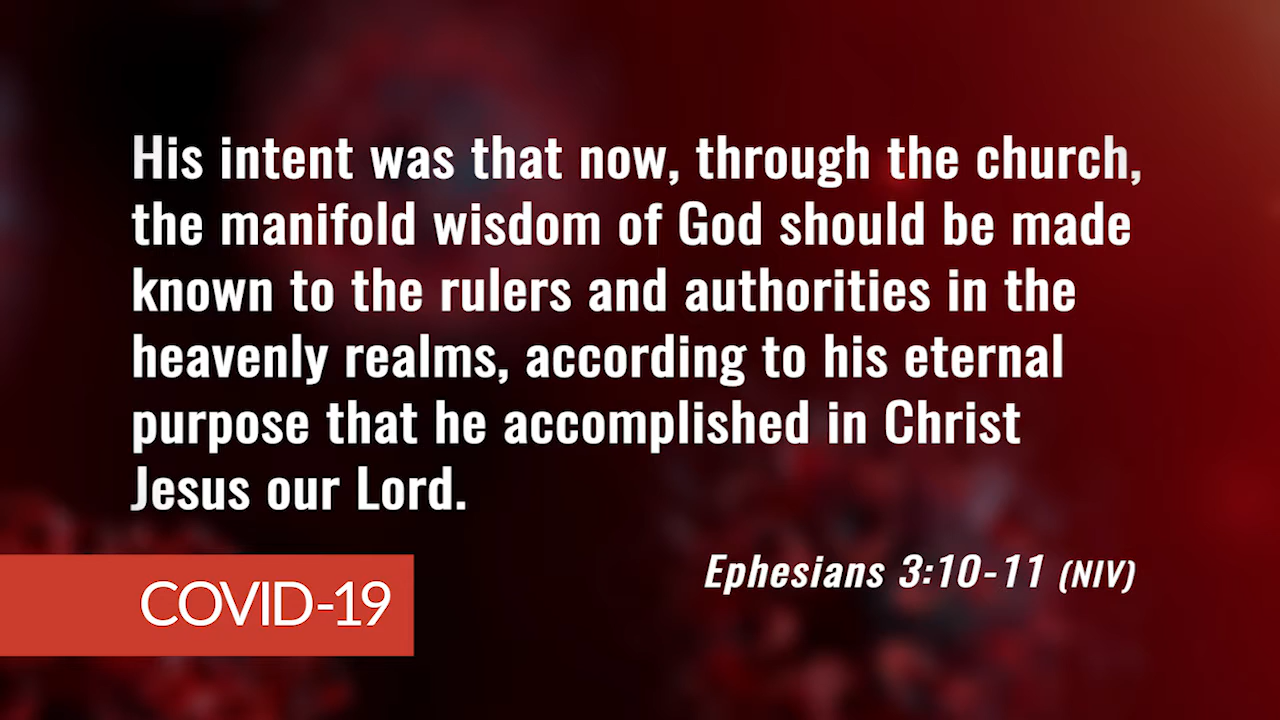 His intent was that now, through the church,
the manifold wisdom of God should be made
known to the rulers and authorities in the
heavenly realms, according to his eternal
purpose that he accomplished in Christ
Jesus our Lord.
Ephesians 3:10-11 (NIV)
COVID-19